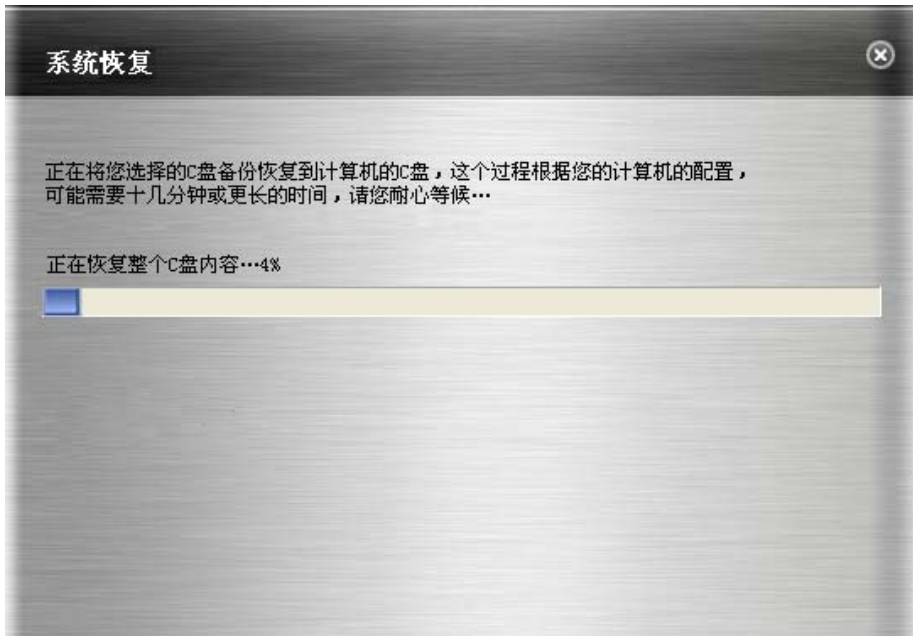 系统恢复
正在将您选择的C盘备份恢复到计算机的C盘，这个过程根据您的计算机的配置，
可能需要十几分钟或更长的时间，请您耐心等候…
正在恢复整个C盘内容…4%